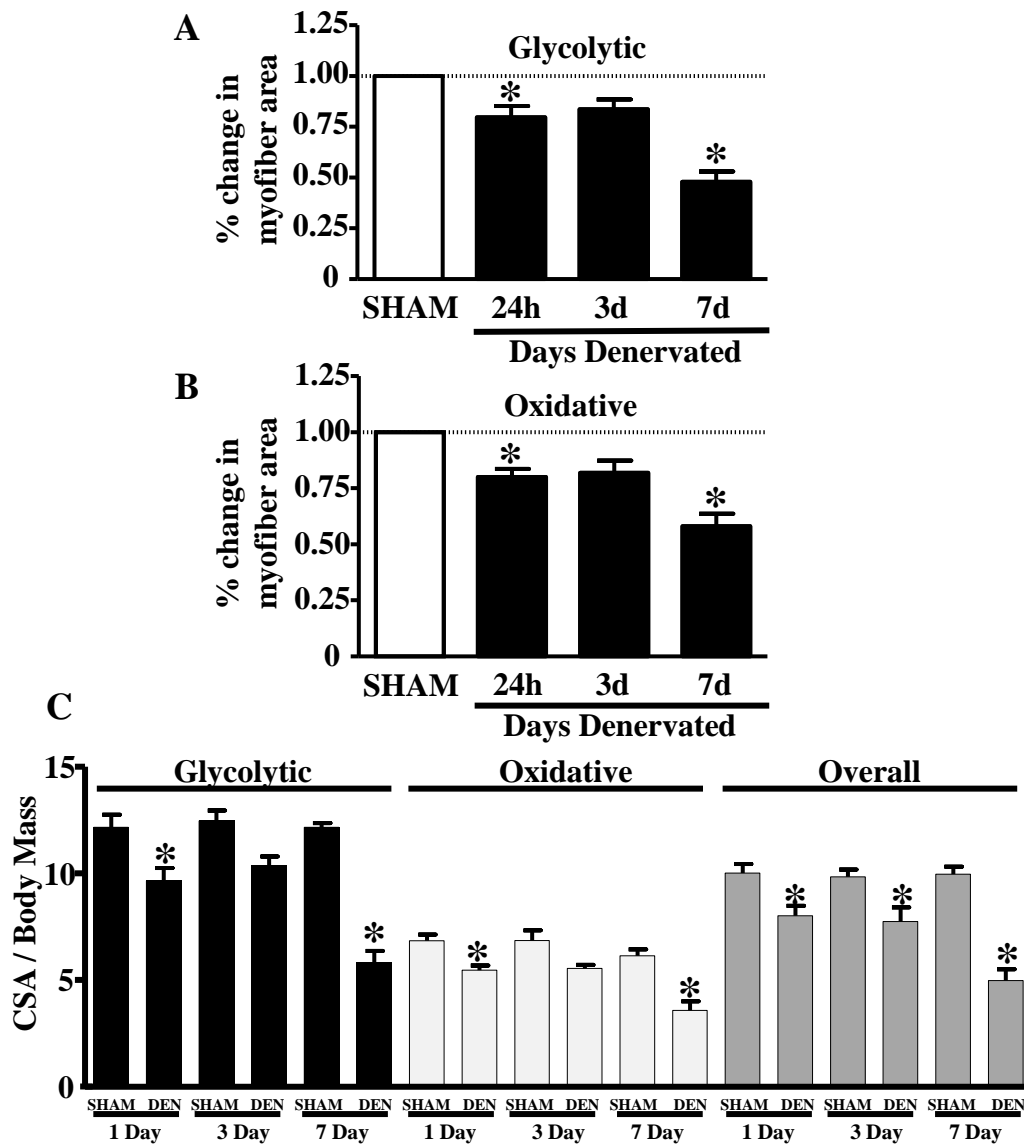 A
1.25
Glycolytic
1.00
*
0.75
*
0.50
0.25
0
% change in
myofiber area
SHAM 24h 3d 7d
Days Denervated
B
1.25
Oxidative
1.00
*
0.75
*
0.50
0.25
0
% change in
myofiber area
SHAM 24h 3d 7d
Days Denervated
C
15
Glycolytic Oxidative Overall
10
5
0
CSA / Body Mass
* * * * * * *
SHAM DEN SHAM DEN SHAM DEN SHAM DEN SHAM DEN SHAM DEN SHAM DEN SHAM DEN SHAM DEN
1 Day 3 Day 7 Day 1 Day 3 Day 7 Day 1 Day 3 Day 7 Day